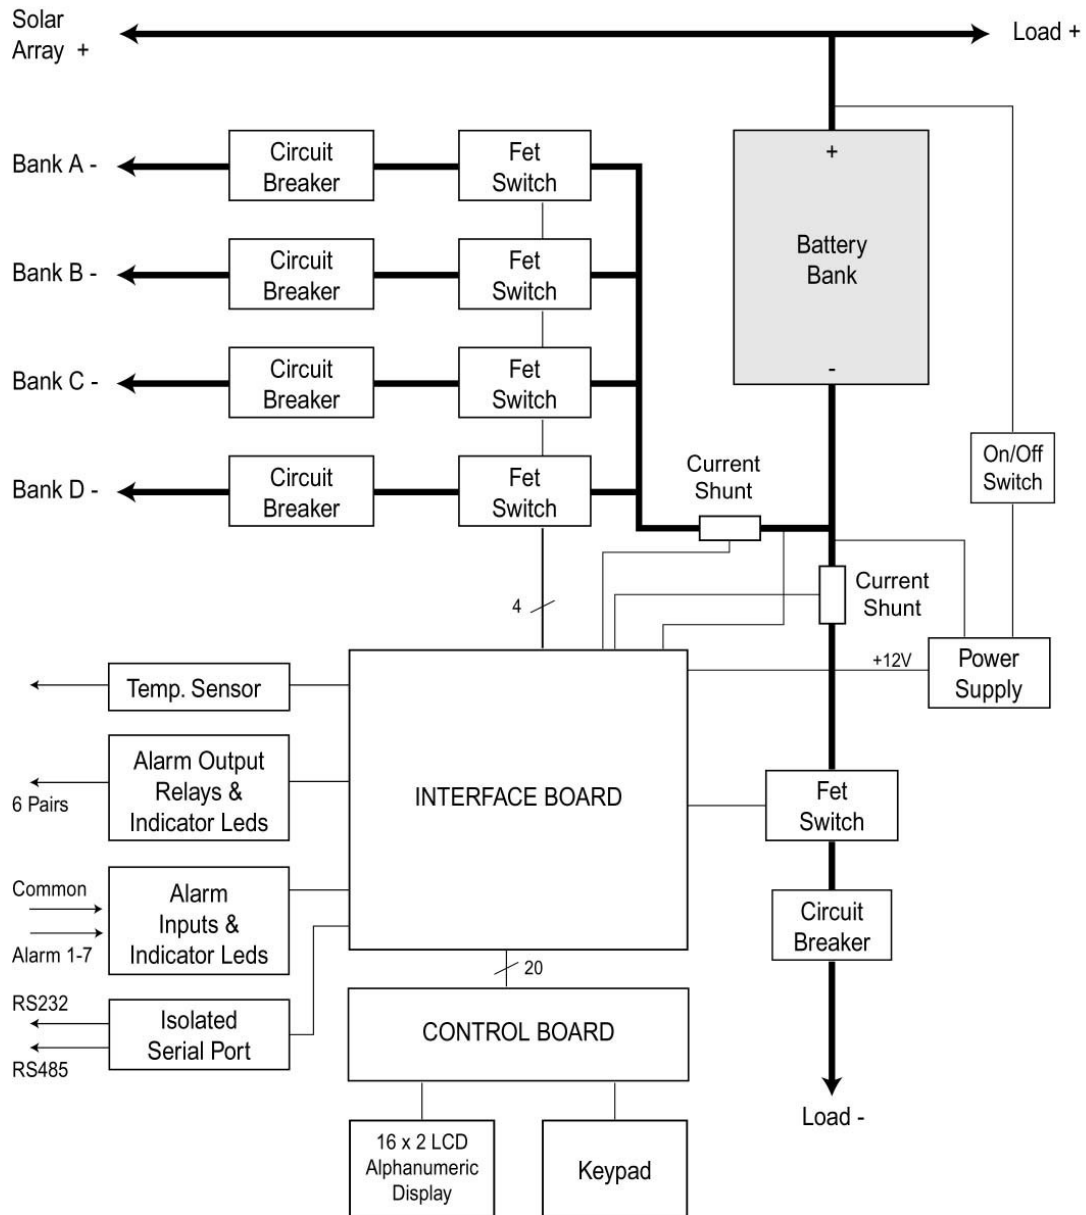 Solar
Array +
Load +
Bank A -
Circuit
Breaker
Fet
Switch
+
Battery
Bank
-
Bank B -
Circuit
Breaker
Fet
Switch
Bank C -
Circuit
Breaker
Fet
Switch
Bank D -
Circuit
Breaker
Fet
Switch
Current
Shunt
On/Off
Switch
4
Current
Shunt
+12V
Power
Supply
Temp. Sensor
6 Pairs
Alarm Output
Relays &
Indicator Leds
INTERFACE BOARD
Fet
Switch
Common
Alarm 1-7
Alarm
Inputs &
Indicator Leds
Circuit
Breaker
20
RS232
RS485
Isolated
Serial Port
CONTROL BOARD
Load -
16 x 2 LCD
Alphanumeric
Display
Keypad